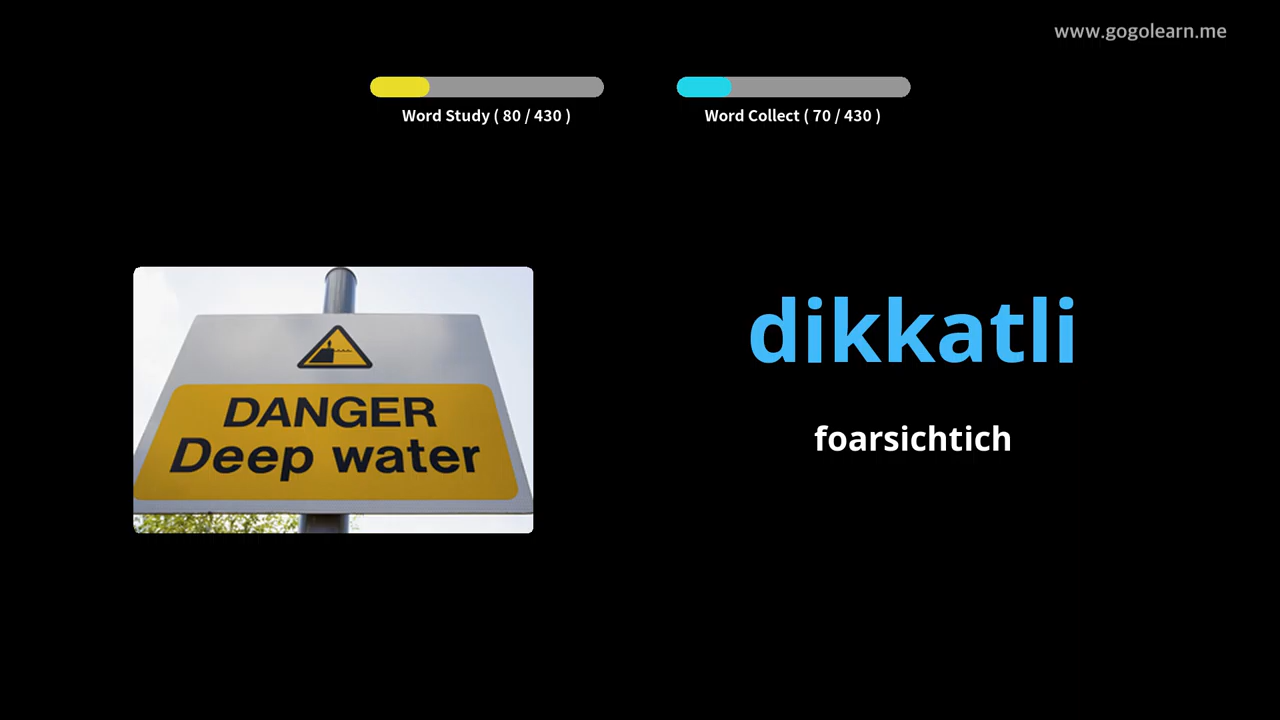 www.gogolearn.me
Word Study ( 80 / 430 )
Word Collect ( 70 / 430 )
DANGER
Deep water
dikkatli
foarsichtich